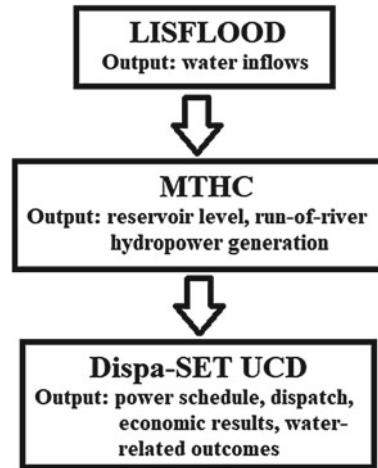 LISFLOOD
Output: water inflows
MTHC
Output: reservoir level, run-of-river
hydropower generation
Dispa-SET UCD
Output: power schedule, dispatch,
economic results, water-
related outcomes